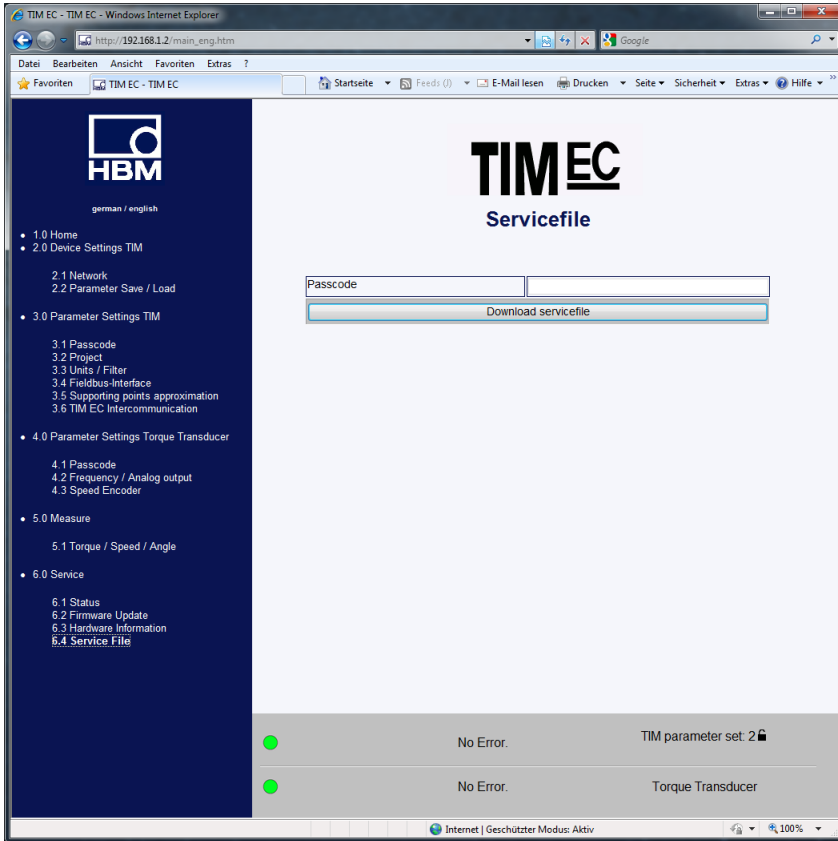 TIM EC - TIM EC - Windows Internet Explorer
http://192.168.1.2/main_eng.htm
Google
Datei Bearbeiten Ansicht Favoriten Extras ?
Favoriten TIM EC - TIM EC Startseite Feeds (J) E-Mail lesen Drucken Seite Sicherheit Extras Hilfe
HBM
german / english
1.0 Home
2.0 Device Settings TIM
2.1 Network
2.2 Parameter Save / Load
3.0 Parameter Settings TIM
3.1 Passcode
3.2 Project
3.3 Units / Filter
3.4 Fieldbus-Interface
3.5 Supporting points approximation
3.6 TIM EC Intercommunication
4.0 Parameter Settings Torque Transducer
4.1 Passcode
4.2 Frequency / Analog output
4.3 Speed Encoder
5.0 Measure
5.1 Torque / Speed / Angle
6.0 Service
6.1 Status
6.2 Firmware Update
6.3 Hardware Information
6.4 Service File
TIM EC
Servicefile
Passcode
Download servicefile
No Error. TIM parameter set: 2
No Error. Torque Transducer
Internet | Geschützter Modus: Aktiv 100%